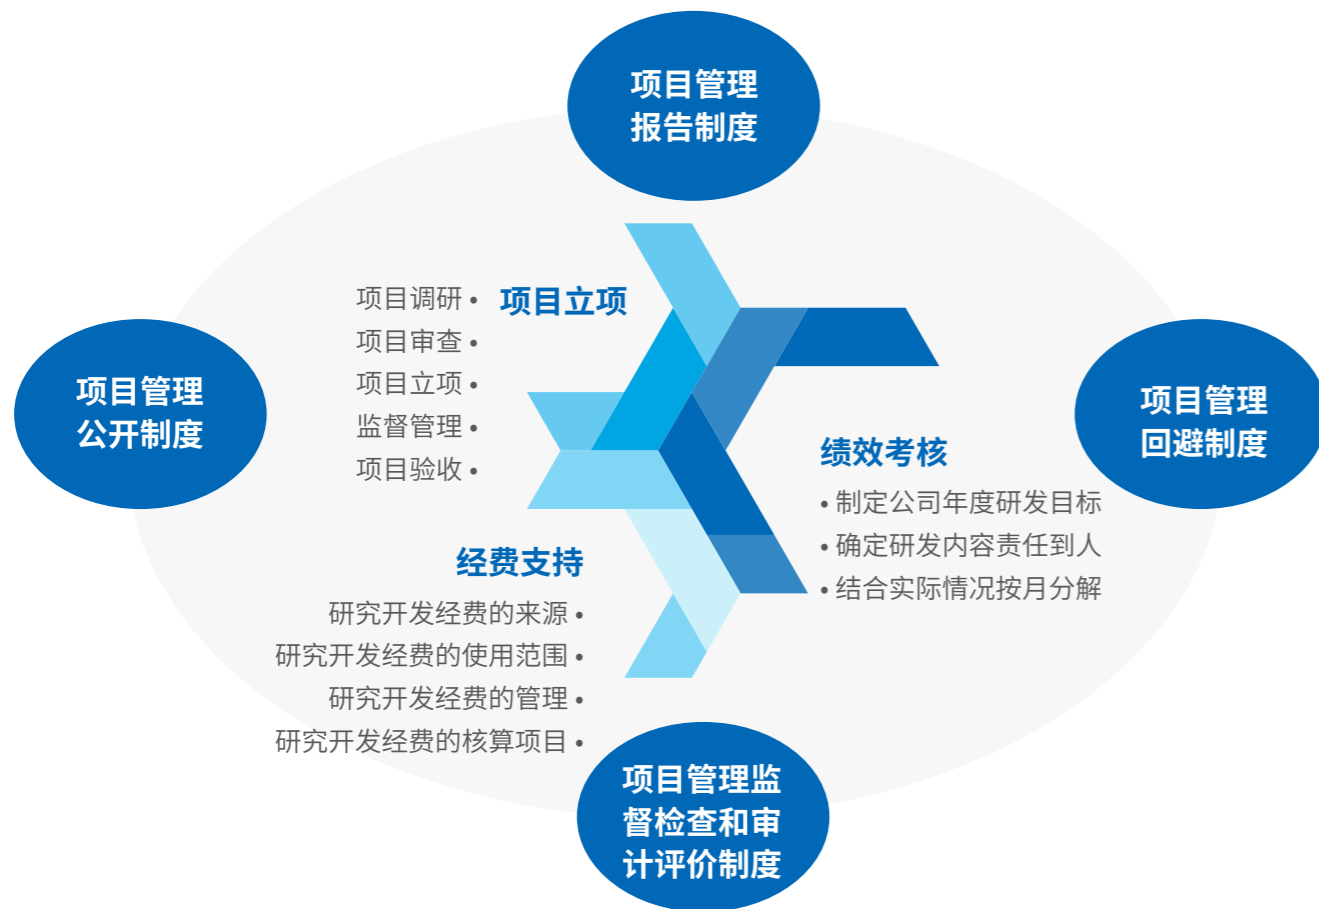 项目管理
报告制度
项目立项
项目调研 •
项目审查 •
项目立项 •
监督管理 •
项目验收 •
项目管理
公开制度
项目管理
回避制度
绩效考核
• 制定公司年度研发目标
• 确定研发内容责任到人
• 结合实际情况按月分解
经费支持
研究开发经费的来源 •
研究开发经费的使用范围 •
研究开发经费的管理 •
研究开发经费的核算项目 •
项目管理监
督检查和审
计评价制度